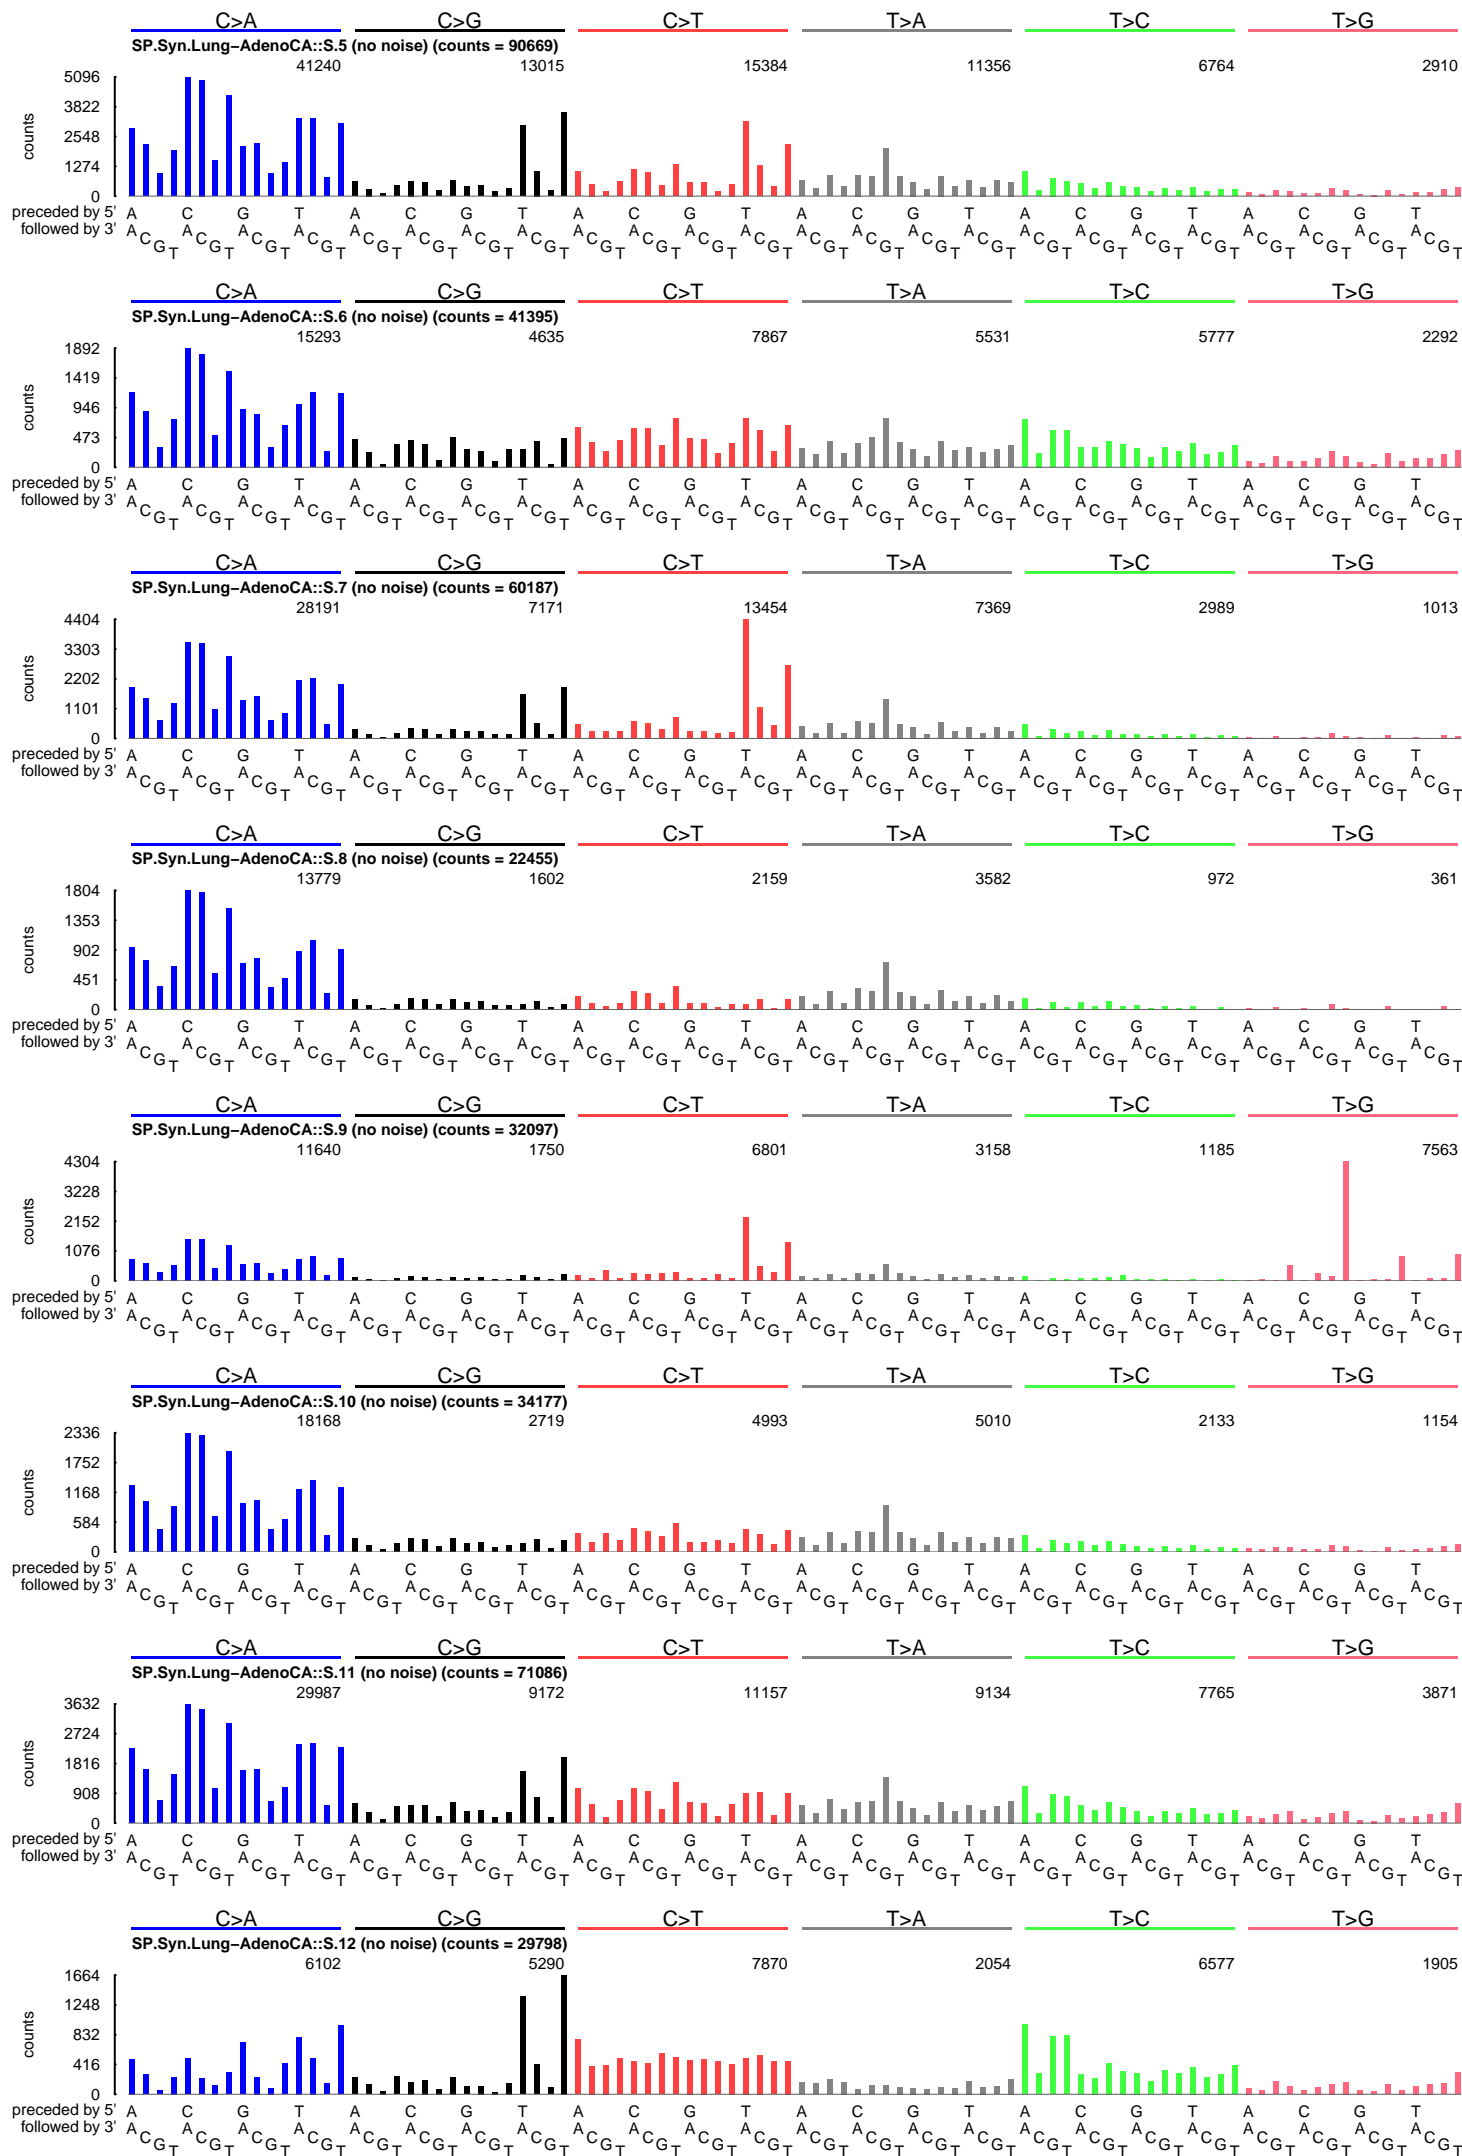 C>A C>G C>T T>A T>C T>G
SP.Syn.Lung−AdenoCA::S.5 (no noise) (counts = 90669)
41240 13015 15384 11356 6764 2910
5096
3822
2548
1274
0
counts
preceded by 5' A C G T A C G T A C G T A C G T A C G T A C G T
followed by 3' A C G T A C G T A C G T A C G T A C G T A C G T A C G T A C G T A C G T A C G T A C G T A C G T A C G T A C G T A C G T A C G T A C G T A C G T A C G T A C G T A C G T A C G T A C G T A C G T
C>A C>G C>T T>A T>C T>G
SP.Syn.Lung−AdenoCA::S.6 (no noise) (counts = 41395)
15293 4635 7867 5531 5777 2292
1892
1419
946
473
0
counts
preceded by 5' A C G T A C G T A C G T A C G T A C G T A C G T
followed by 3' A C G T A C G T A C G T A C G T A C G T A C G T A C G T A C G T A C G T A C G T A C G T A C G T A C G T A C G T A C G T A C G T A C G T A C G T A C G T A C G T A C G T A C G T A C G T A C G T
C>A C>G C>T T>A T>C T>G
SP.Syn.Lung−AdenoCA::S.7 (no noise) (counts = 60187)
28191 7171 13454 7369 2989 1013
4404
3303
2202
1101
0
counts
preceded by 5' A C G T A C G T A C G T A C G T A C G T A C G T
followed by 3' A C G T A C G T A C G T A C G T A C G T A C G T A C G T A C G T A C G T A C G T A C G T A C G T A C G T A C G T A C G T A C G T A C G T A C G T A C G T A C G T A C G T A C G T A C G T A C G T
C>A C>G C>T T>A T>C T>G
SP.Syn.Lung−AdenoCA::S.8 (no noise) (counts = 22455)
13779 1602 2159 3582 972 361
1804
1353
902
451
0
counts
preceded by 5' A C G T A C G T A C G T A C G T A C G T A C G T
followed by 3' A C G T A C G T A C G T A C G T A C G T A C G T A C G T A C G T A C G T A C G T A C G T A C G T A C G T A C G T A C G T A C G T A C G T A C G T A C G T A C G T A C G T A C G T A C G T A C G T
C>A C>G C>T T>A T>C T>G
SP.Syn.Lung−AdenoCA::S.9 (no noise) (counts = 32097)
11640 1750 6801 3158 1185 7563
4304
3228
2152
1076
0
counts
preceded by 5' A C G T A C G T A C G T A C G T A C G T A C G T
followed by 3' A C G T A C G T A C G T A C G T A C G T A C G T A C G T A C G T A C G T A C G T A C G T A C G T A C G T A C G T A C G T A C G T A C G T A C G T A C G T A C G T A C G T A C G T A C G T A C G T
C>A C>G C>T T>A T>C T>G
SP.Syn.Lung−AdenoCA::S.10 (no noise) (counts = 34177)
18168 2719 4993 5010 2133 1154
2336
1752
1168
584
0
counts
preceded by 5' A C G T A C G T A C G T A C G T A C G T A C G T
followed by 3' A C G T A C G T A C G T A C G T A C G T A C G T A C G T A C G T A C G T A C G T A C G T A C G T A C G T A C G T A C G T A C G T A C G T A C G T A C G T A C G T A C G T A C G T A C G T A C G T
C>A C>G C>T T>A T>C T>G
SP.Syn.Lung−AdenoCA::S.11 (no noise) (counts = 71086)
29987 9172 11157 9134 7765 3871
3632
2724
1816
908
0
counts
preceded by 5' A C G T A C G T A C G T A C G T A C G T A C G T
followed by 3' A C G T A C G T A C G T A C G T A C G T A C G T A C G T A C G T A C G T A C G T A C G T A C G T A C G T A C G T A C G T A C G T A C G T A C G T A C G T A C G T A C G T A C G T A C G T A C G T
C>A C>G C>T T>A T>C T>G
SP.Syn.Lung−AdenoCA::S.12 (no noise) (counts = 29798)
6102 5290 7870 2054 6577 1905
1664
1248
832
416
0
counts
preceded by 5' A C G T A C G T A C G T A C G T A C G T A C G T
followed by 3' A C G T A C G T A C G T A C G T A C G T A C G T A C G T A C G T A C G T A C G T A C G T A C G T A C G T A C G T A C G T A C G T A C G T A C G T A C G T A C G T A C G T A C G T A C G T A C G T